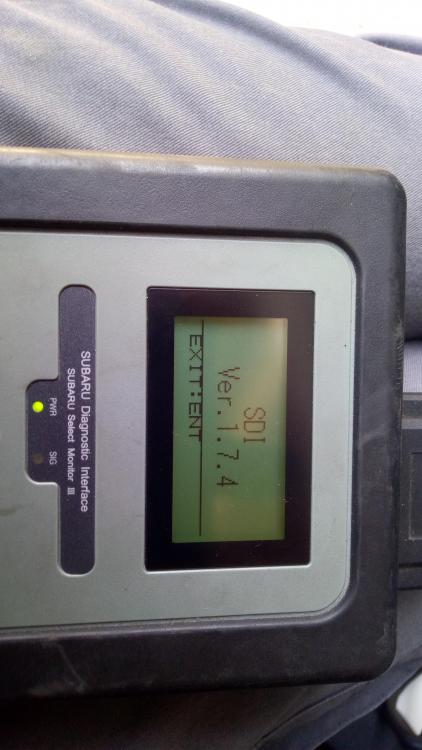 SDI
Ver.1.7.4
EXIT:ENT
SUBARU Diagnostic Interface
SUBARU Select Monitor III
PWR SIG